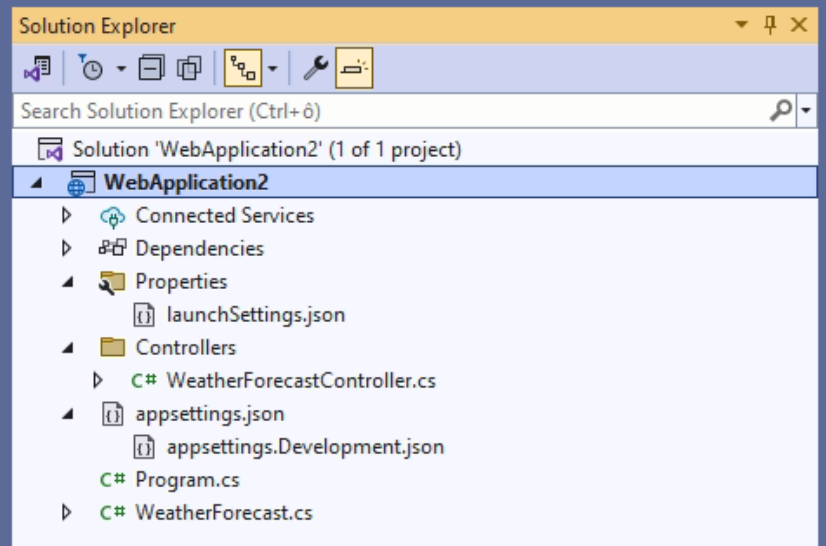 Solution Explorer
Search Solution Explorer (Ctrl+ô)
Solution 'WebApplication2' (1 of 1 project)
WebApplication2
Connected Services
Dependencies
Properties
launchSettings.json
Controllers
C# WeatherForecastController.cs
appsettings.json
appsettings.Development.json
C# Program.cs
C# WeatherForecast.cs